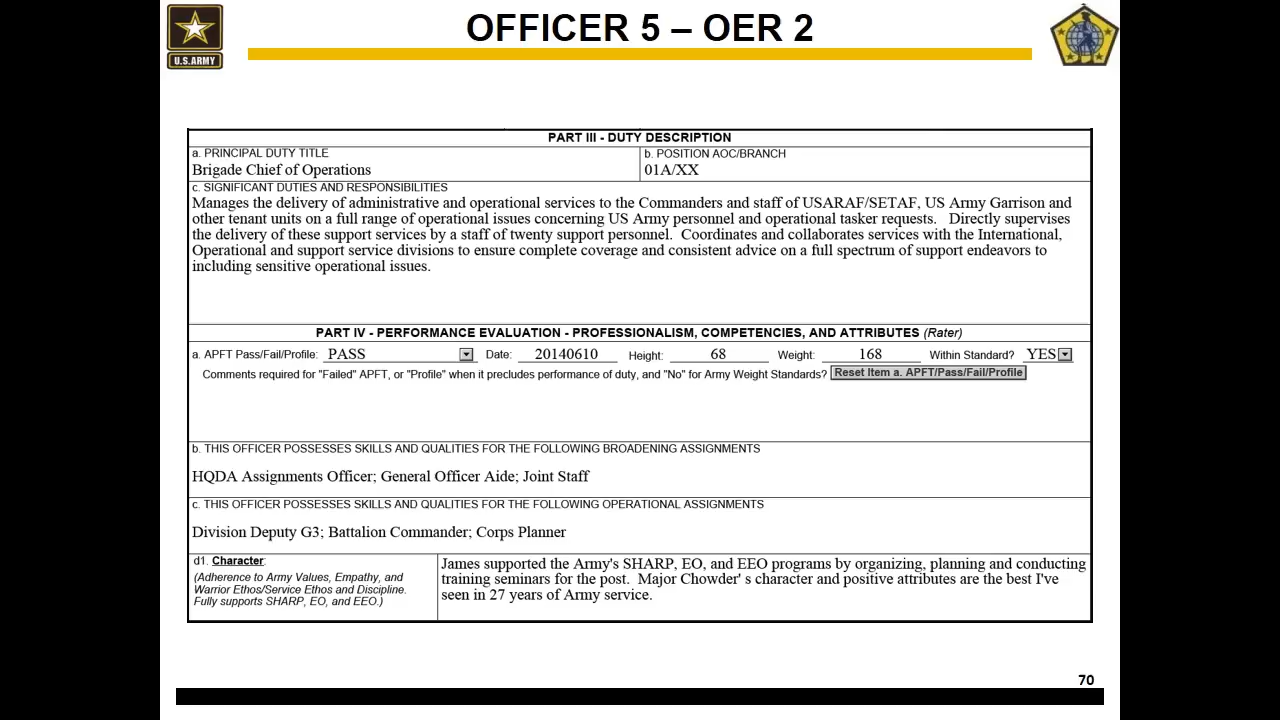 OFFICER 5 – OER 2
U.S.ARMY
PART III - DUTY DESCRIPTION
a. PRINCIPAL DUTY TITLE
Brigade Chief of Operations
b. POSITION AOC/BRANCH
01A/XX
c. SIGNIFICANT DUTIES AND RESPONSIBILITIES
Manages the delivery of administrative and operational services to the Commanders and staff of USARAF/SETAF, US Army Garrison and
other tenant units on a full range of operational issues concerning US Army personnel and operational tasker requests. Directly supervises
the delivery of these support services by a staff of twenty support personnel. Coordinates and collaborates services with the International,
Operational and support service divisions to ensure complete coverage and consistent advice on a full spectrum of support endeavors to
including sensitive operational issues.
PART IV - PERFORMANCE EVALUATION - PROFESSIONALISM, COMPETENCIES, AND ATTRIBUTES (Rater)
a. APFT Pass/Fail/Profile: PASS Date: 20140610 Height: 68 Weight: 168 Within Standard? YES
Comments required for "Failed" APFT, or "Profile" when it precludes performance of duty, and "No" for Army Weight Standards? Reset Item a. APFT/Pass/Fail/Profile
b. THIS OFFICER POSSESSES SKILLS AND QUALITIES FOR THE FOLLOWING BROADENING ASSIGNMENTS
HQDA Assignments Officer; General Officer Aide; Joint Staff
c. THIS OFFICER POSSESSES SKILLS AND QUALITIES FOR THE FOLLOWING OPERATIONAL ASSIGNMENTS
Division Deputy G3; Battalion Commander; Corps Planner
d1. Character:
(Adherence to Army Values, Empathy, and
Warrior Ethos/Service Ethos and Discipline.
Fully supports SHARP, EO, and EEO.)
James supported the Army's SHARP, EO, and EEO programs by organizing, planning and conducting
training seminars for the post. Major Chowder' s character and positive attributes are the best I've
seen in 27 years of Army service.
70